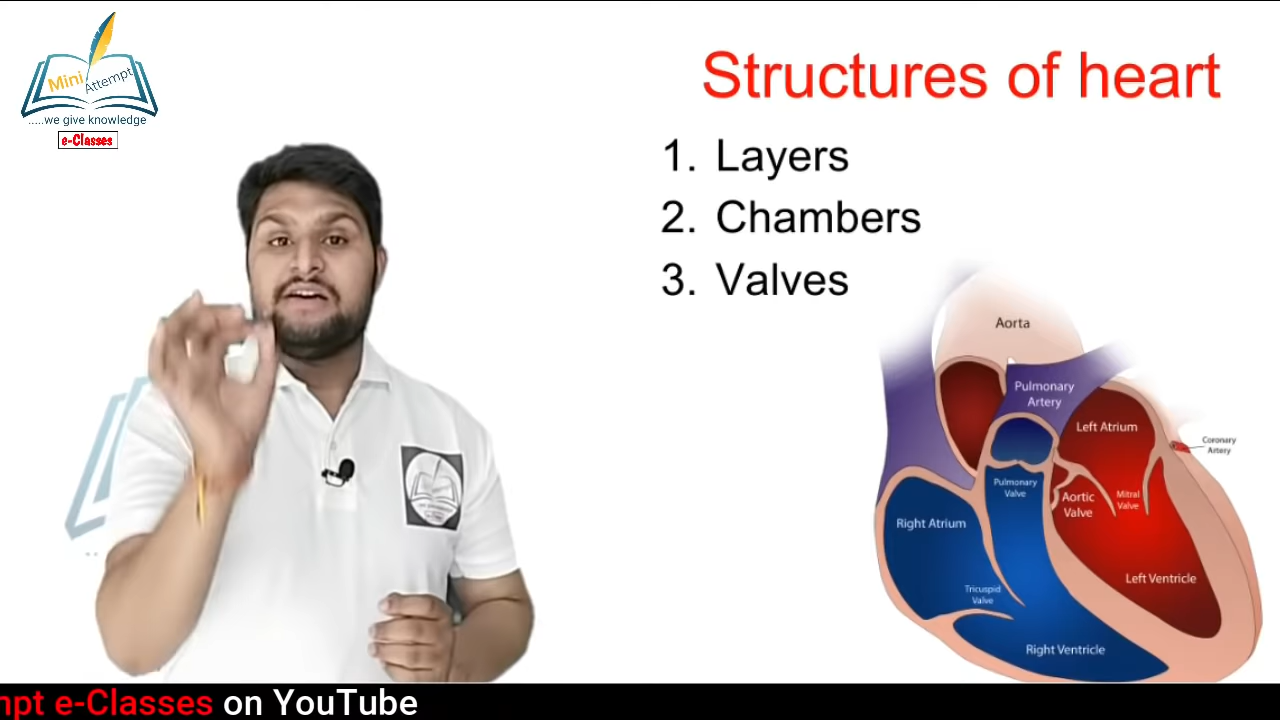 Mini Attempt
.....we give knowledge
e-Classes
Structures of heart
1. Layers
2. Chambers
3. Valves
Aorta
Pulmonary
Artery
Left Atrium
Coronary
Artery
Pulmonary
Valve
Aortic
Valve
Mitral
Valve
Right Atrium
Left Ventricle
Tricuspid
Valve
Right Ventricle
mpt e-Classes on YouTube